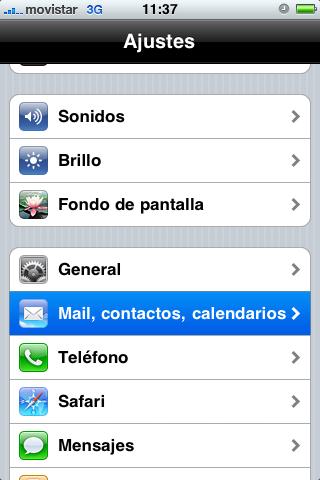 movistar 3G 11:37
Ajustes
Sonidos
Brillo
Fondo de pantalla
General
Mail, contactos, calendarios
Teléfono
Safari
Mensajes